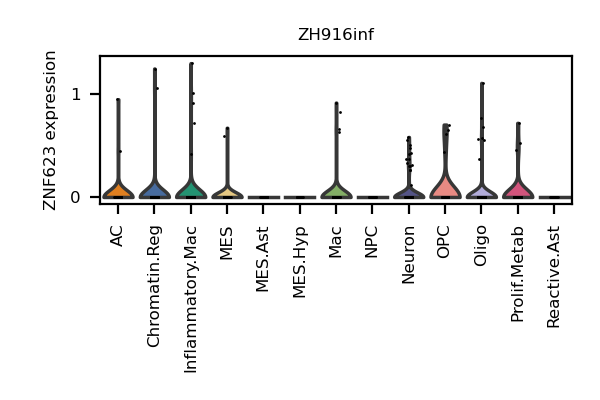 ZH916inf
ZNF623 expression
1
0
AC
Chromatin.Reg
Inflammatory.Mac
MES
MES.Ast
MES.Hyp
Mac
NPC
Neuron
OPC
Oligo
Prolif.Metab
Reactive.Ast